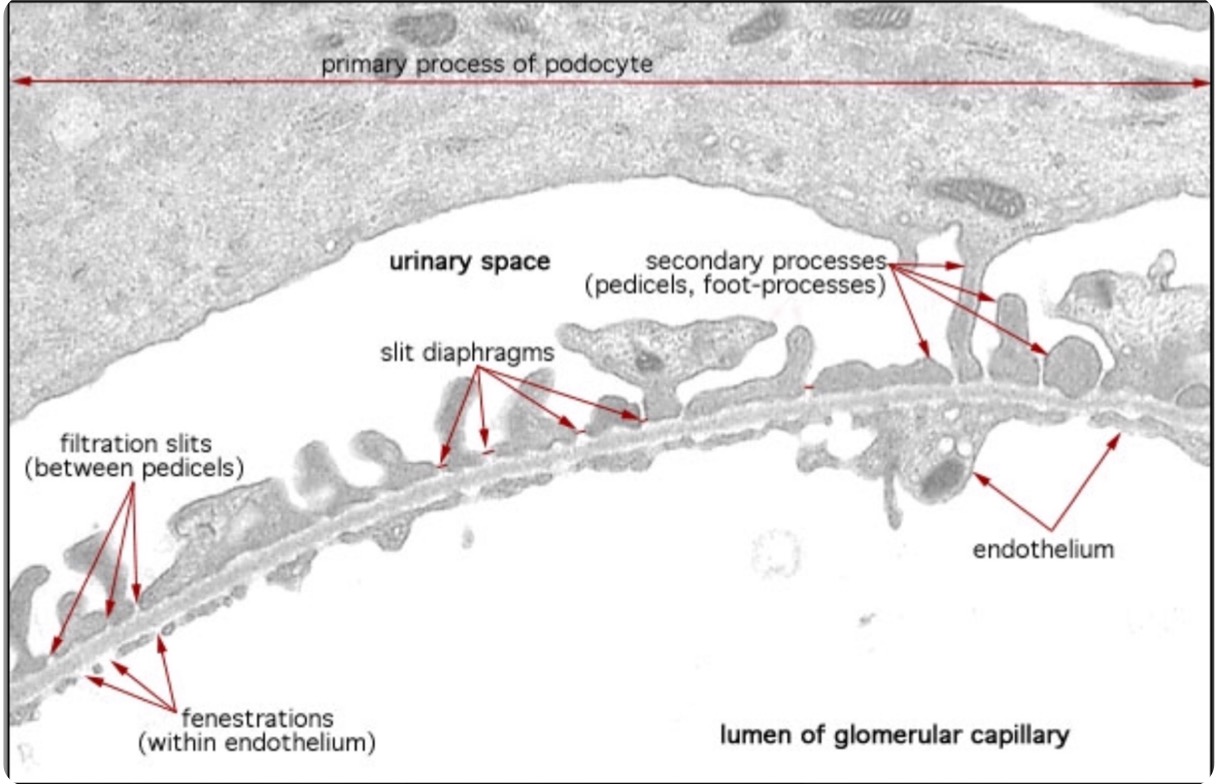 primary process of podocyte
urinary space
secondary processes
(pedicels, foot-processes)
slit diaphragms
filtration slits
(between pedicels)
endothelium
fenestrations
(within endothelium)
lumen of glomerular capillary